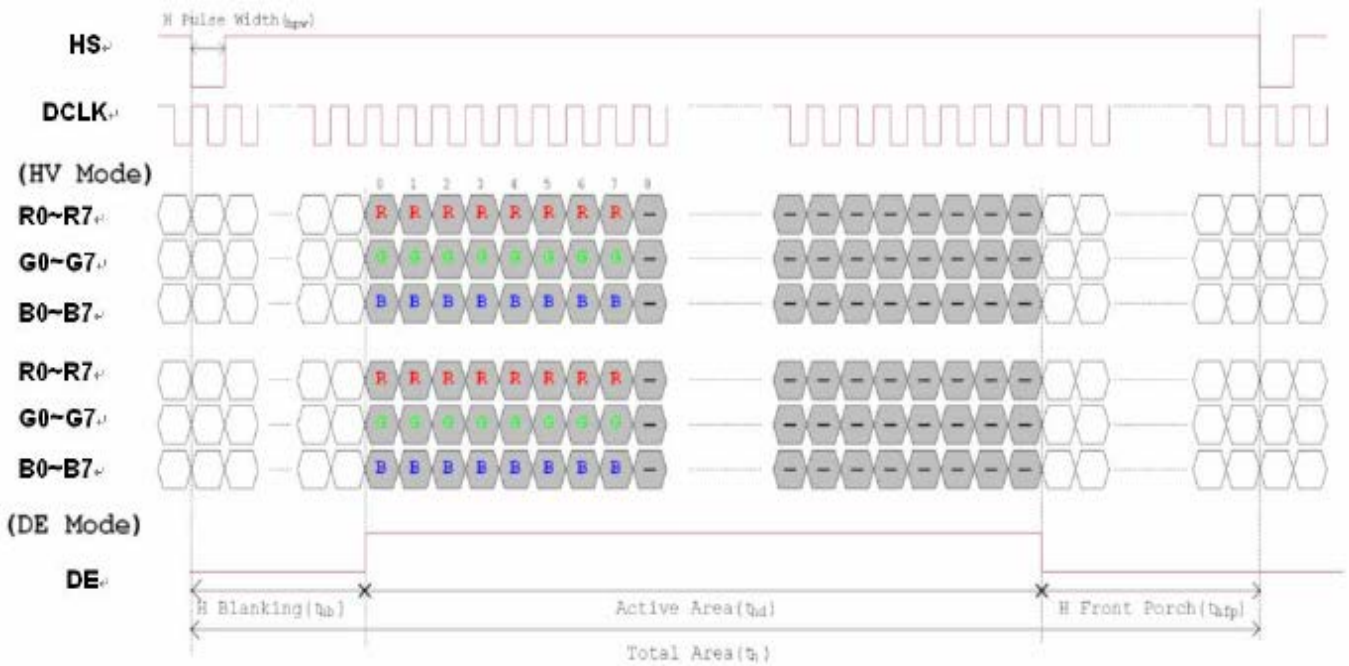 H Pulse Width(thpw)
HS
DCLK
(HV Mode)
0 1 2 3 4 5 6 7 8
R0~R7 R R R R R R R R - - - - - - - - -
G0~G7 G G G G G G G G - - - - - - - - -
B0~B7 B B B B B B B B - - - - - - - - -
R0~R7 R R R R R R R R - - - - - - - - -
G0~G7 G G G G G G G G - - - - - - - - -
B0~B7 B B B B B B B B - - - - - - - - -
(DE Mode)
DE
H Blanking(thb) Active Area(thd) H Front Porch(thfp)
Total Area(th)